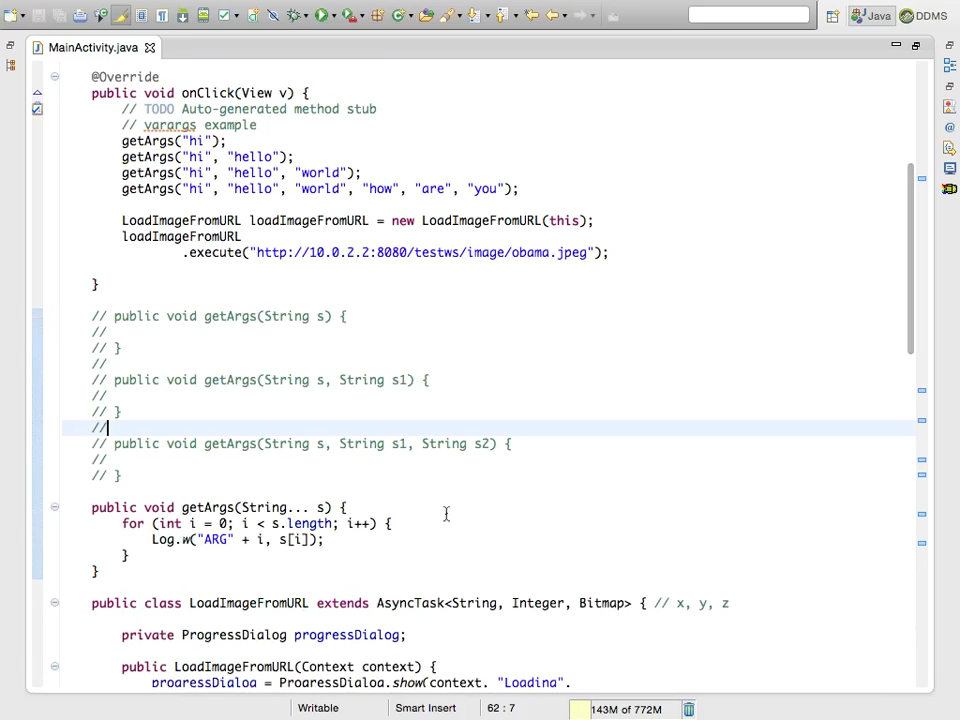 Java DDMS
MainActivity.java
@Override
public void onClick(View v) {
// TODO Auto-generated method stub
// varargs example
getArgs("hi");
getArgs("hi", "hello");
getArgs("hi", "hello", "world");
getArgs("hi", "hello", "world", "how", "are", "you");
LoadImageFromURL loadImageFromURL = new LoadImageFromURL(this);
loadImageFromURL
.execute("http://10.0.2.2:8080/testws/image/obama.jpeg");
}
// public void getArgs(String s) {
//
// }
//
// public void getArgs(String s, String s1) {
//
// }
//
// public void getArgs(String s, String s1, String s2) {
//
// }
public void getArgs(String... s) {
for (int i = 0; i < s.length; i++) {
Log.w("ARG" + i, s[i]);
}
}
public class LoadImageFromURL extends AsyncTask<String, Integer, Bitmap> { // x, y, z
private ProgressDialog progressDialog;
public LoadImageFromURL(Context context) {
progressDialog = ProgressDialog.show(context, "Loading",
Writable Smart Insert 62 : 7 143M of 772M